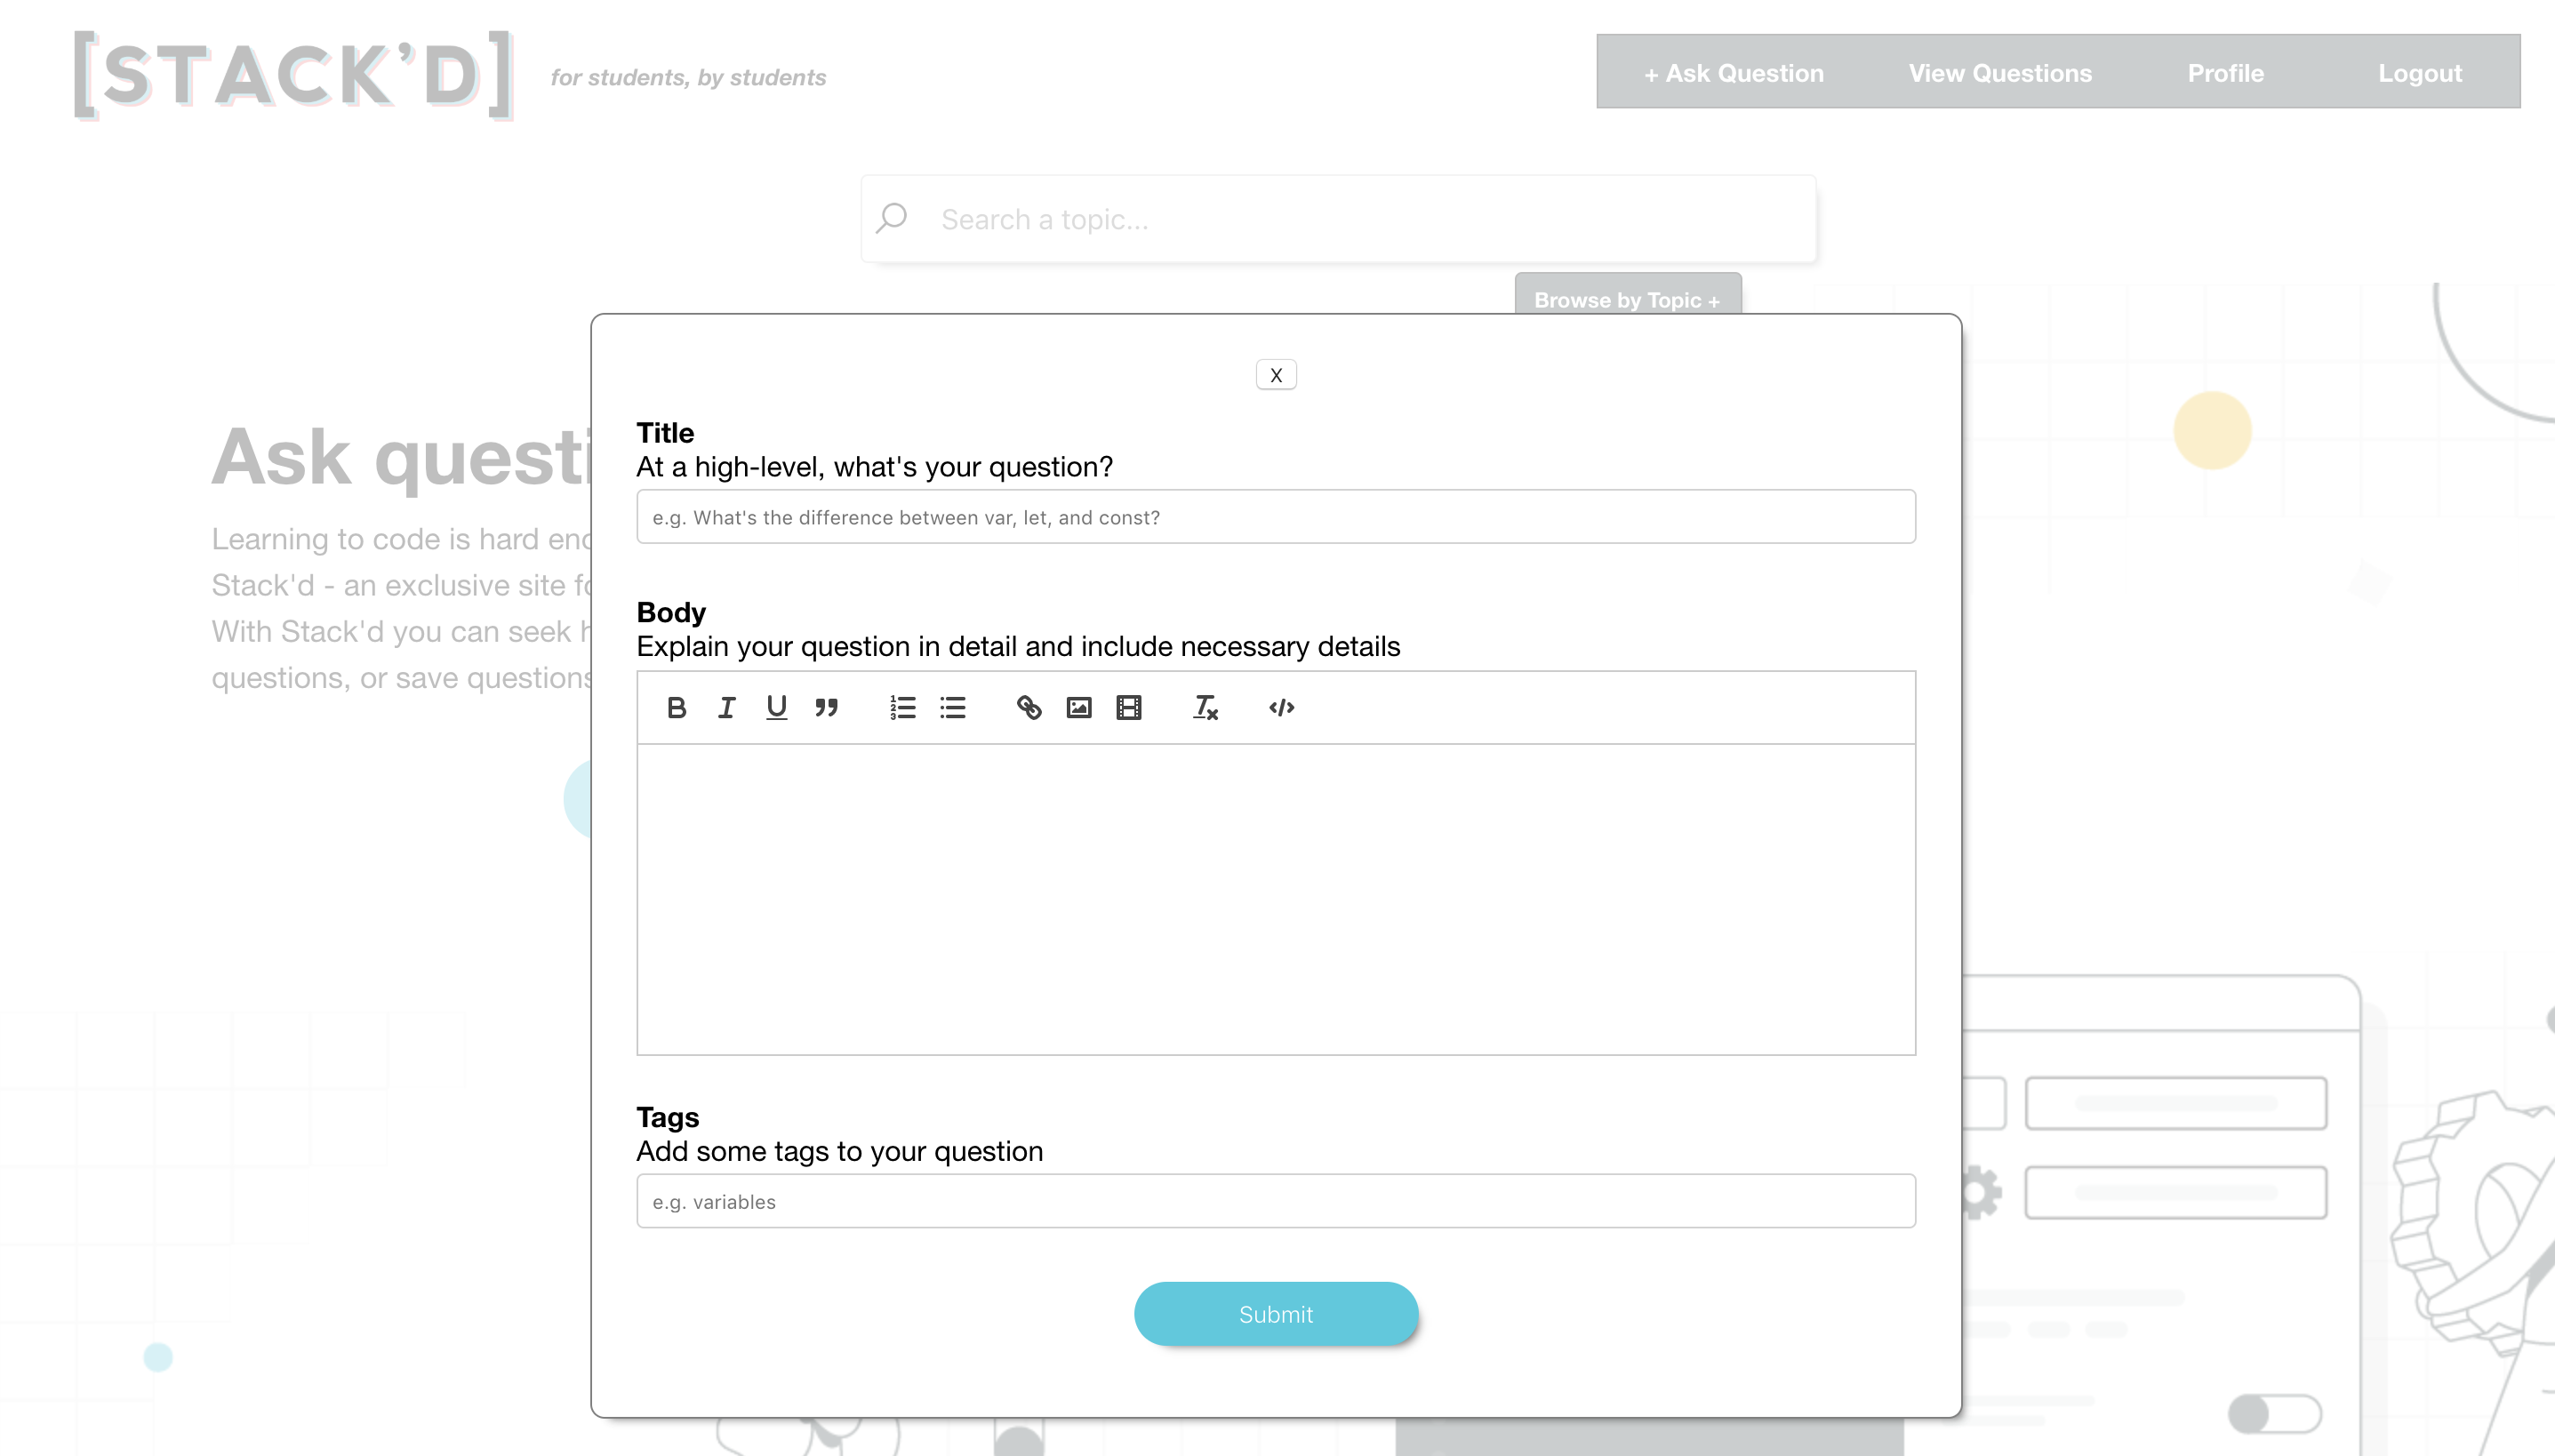 [STACK'D]
for students, by students
+ Ask Question
View Questions
Profile
Logout
Search a topic...
Browse by Topic +
Ask
Learning to code is hard
Stack'd - an exclusive site
With Stack'd you can seek
questions, or save questions
X
Title
At a high-level, what's your question?
e.g. What's the difference between var, let, and const?
Body
Explain your question in detail and include necessary details
B I U
Tags
Add some tags to your question
e.g. variables
Submit